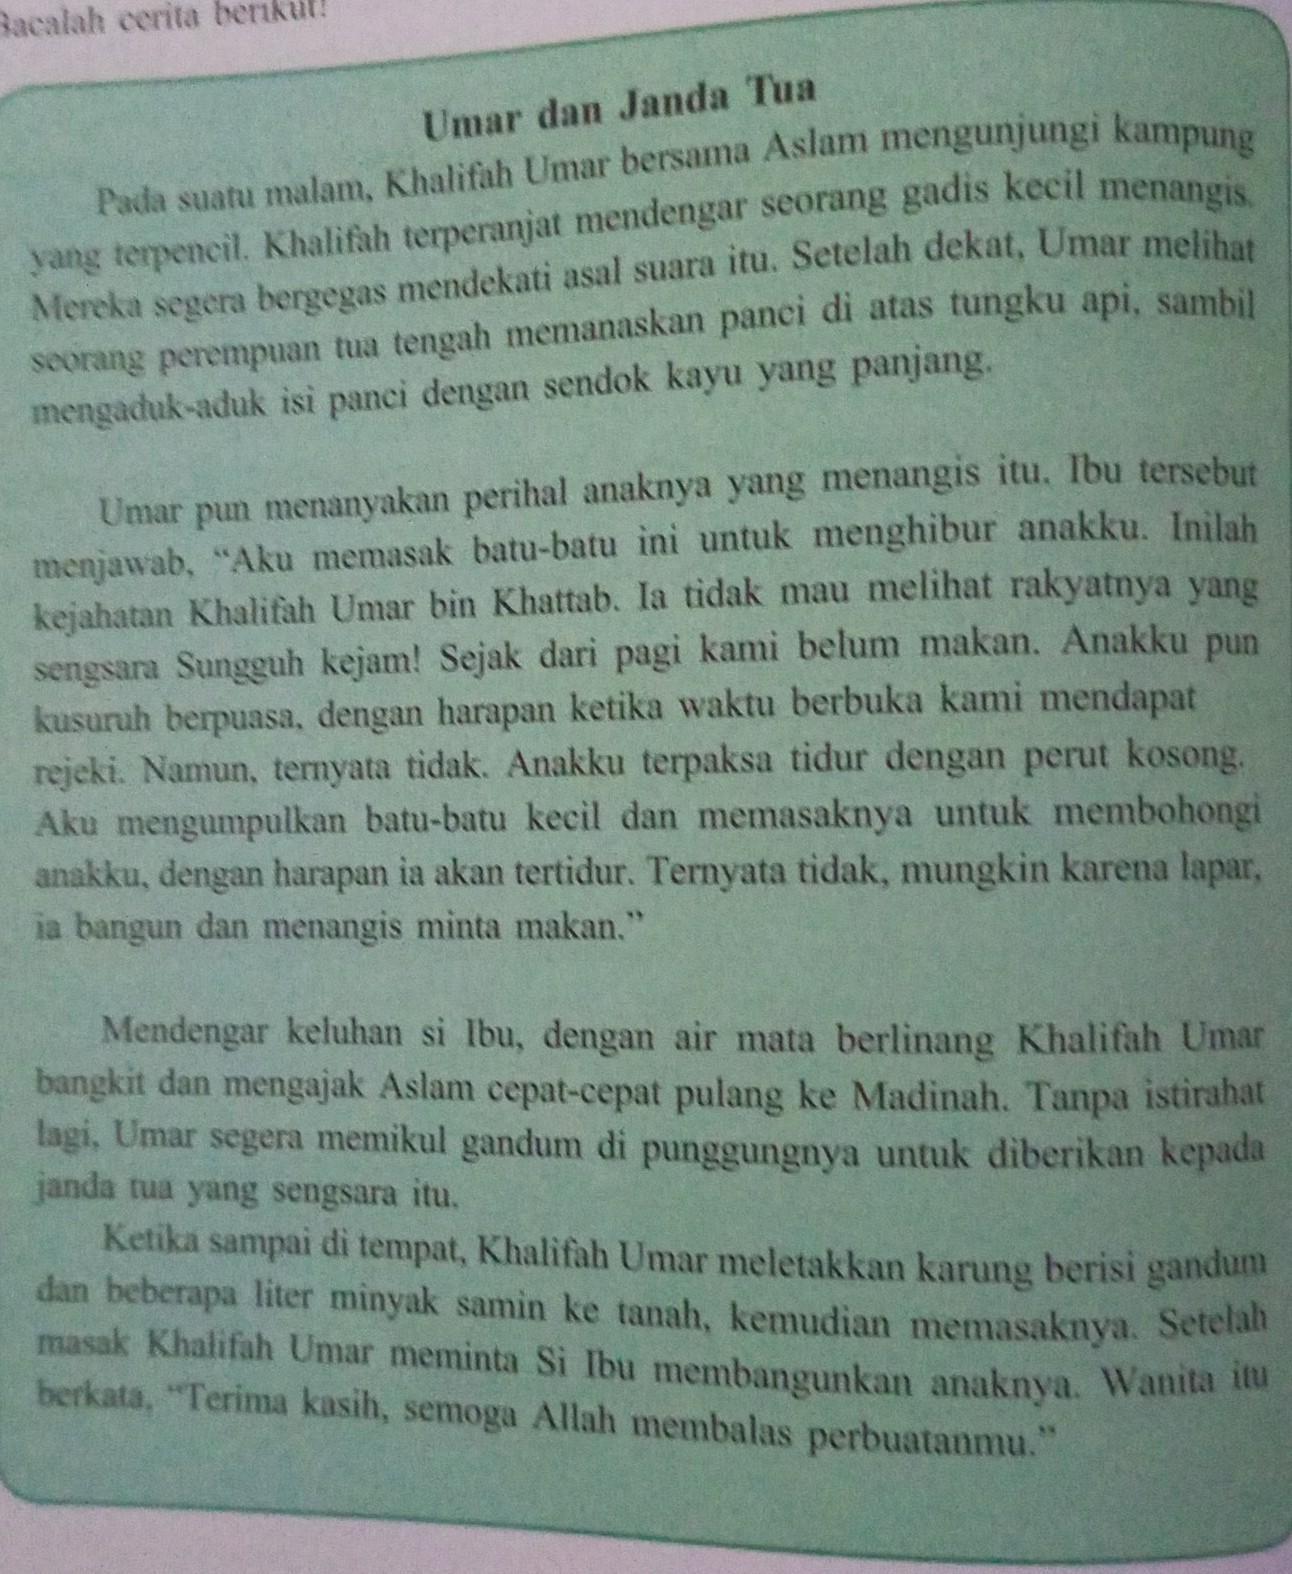 Bacalah cerita berikut!
Umar dan Janda Tua
Pada suatu malam, Khalifah Umar bersama Aslam mengunjungi kampung
yang terpencil. Khalifah terperanjat mendengar seorang gadis kecil menangis.
Mereka segera bergegas mendekati asal suara itu. Setelah dekat, Umar melihat
seorang perempuan tua tengah memanaskan panci di atas tungku api, sambil
mengaduk-aduk isi panci dengan sendok kayu yang panjang.
Umar pun menanyakan perihal anaknya yang menangis itu. Ibu tersebut
menjawab, “Aku memasak batu-batu ini untuk menghibur anakku. Inilah
kejahatan Khalifah Umar bin Khattab. Ia tidak mau melihat rakyatnya yang
sengsara Sungguh kejam! Sejak dari pagi kami belum makan. Anakku pun
kusuruh berpuasa, dengan harapan ketika waktu berbuka kami mendapat
rejeki. Namun, ternyata tidak. Anakku terpaksa tidur dengan perut kosong.
Aku mengumpulkan batu-batu kecil dan memasaknya untuk membohongi
anakku, dengan harapan ia akan tertidur. Ternyata tidak, mungkin karena lapar,
ia bangun dan menangis minta makan.”
Mendengar keluhan si Ibu, dengan air mata berlinang Khalifah Umar
bangkit dan mengajak Aslam cepat-cepat pulang ke Madinah. Tanpa istirahat
lagi, Umar segera memikul gandum di punggungnya untuk diberikan kepada
janda tua yang sengsara itu.
Ketika sampai di tempat, Khalifah Umar meletakkan karung berisi gandum
dan beberapa liter minyak samin ke tanah, kemudian memasaknya. Setelah
masak Khalifah Umar meminta Si Ibu membangunkan anaknya. Wanita itu
berkata, “Terima kasih, semoga Allah membalas perbuatanmu.”